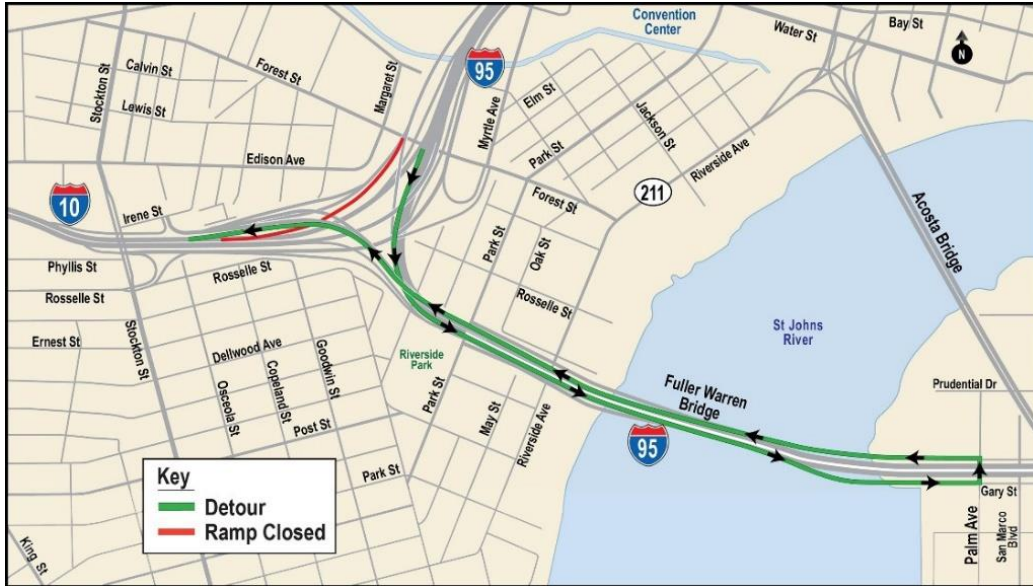 Convention
Center
Water St
Bay St
N
Calvin St
Forest St
Margaret St
95
Stockton St
Lewis St
Elm St
Jackson St
Myrtle Ave
Edison Ave
Park St
Riverside Ave
10
Irene St
Forest St
211
Acosta Bridge
Park St
Oak St
Phyllis St
Rosselle St
Rosselle St
Rosselle St
Ernest St
Stockton St
Dellwood Ave
Goodwin St
Copeland St
Osceola St
Riverside
Park
Park St
St Johns
River
Fuller Warren
Bridge
Prudential Dr
Post St
May St
Riverside Ave
95
Park St
Gary St
Palm Ave
San Marco
Blvd
King St
Key
Detour
Ramp Closed